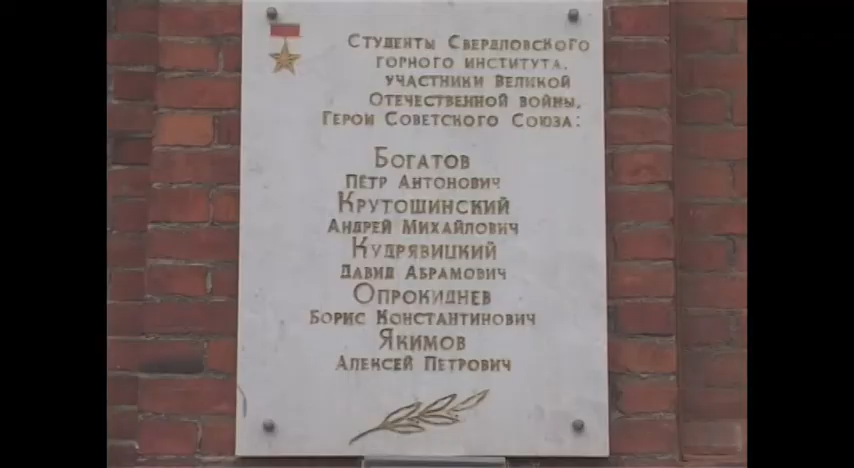 Студенты Свердловского
горного института,
участники Великой
Отечественной войны,
Герои Советского Союза:
Богатов
Пётр Антонович
Крутошинский
Андрей Михайлович
Кудрявицкий
Давид Абрамович
Опрокиднев
Борис Константинович
Якимов
Алексей Петрович